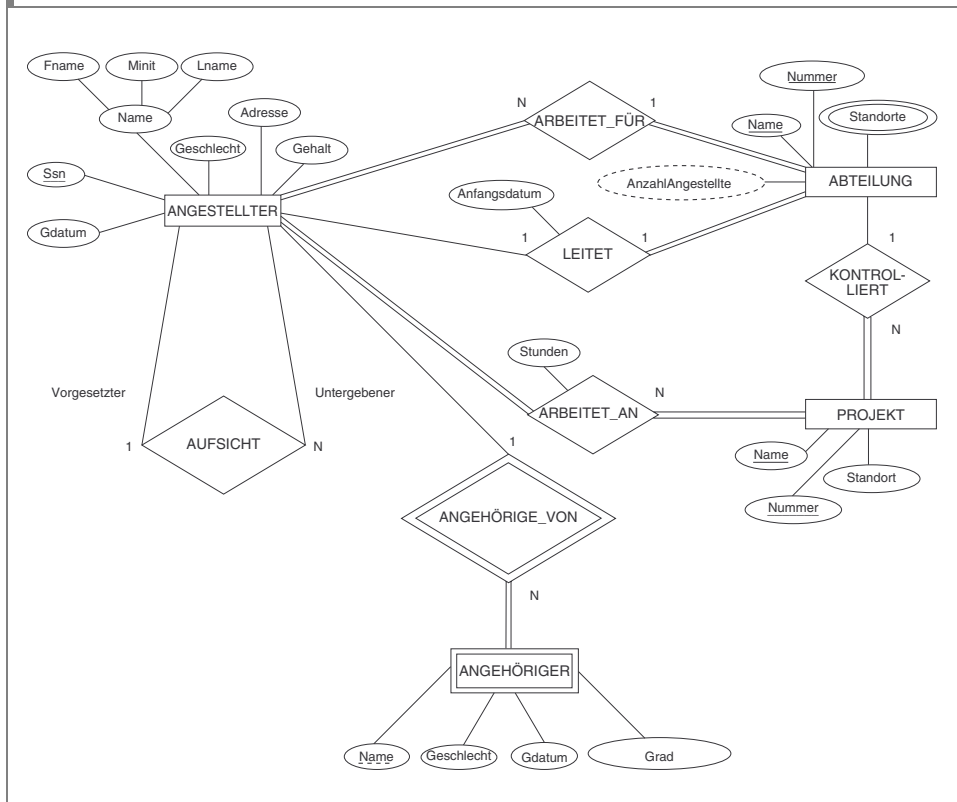 Fname
Minit
Lname
Name
Adresse
Geschlecht
Gehalt
Ssn
Gdatum
ANGESTELLTER
N
ARBEITET_FÜR
1
Nummer
Name
Standorte
AnzahlAngestellte
ABTEILUNG
Anfangsdatum
1
LEITET
1
1
KONTROL-
LIERT
N
Vorgesetzter
Untergebener
1
AUFSICHT
N
Stunden
ARBEITET_AN
N
PROJEKT
Name
Standort
Nummer
1
ANGEHÖRIGE_VON
N
ANGEHÖRIGER
Name
Geschlecht
Gdatum
Grad